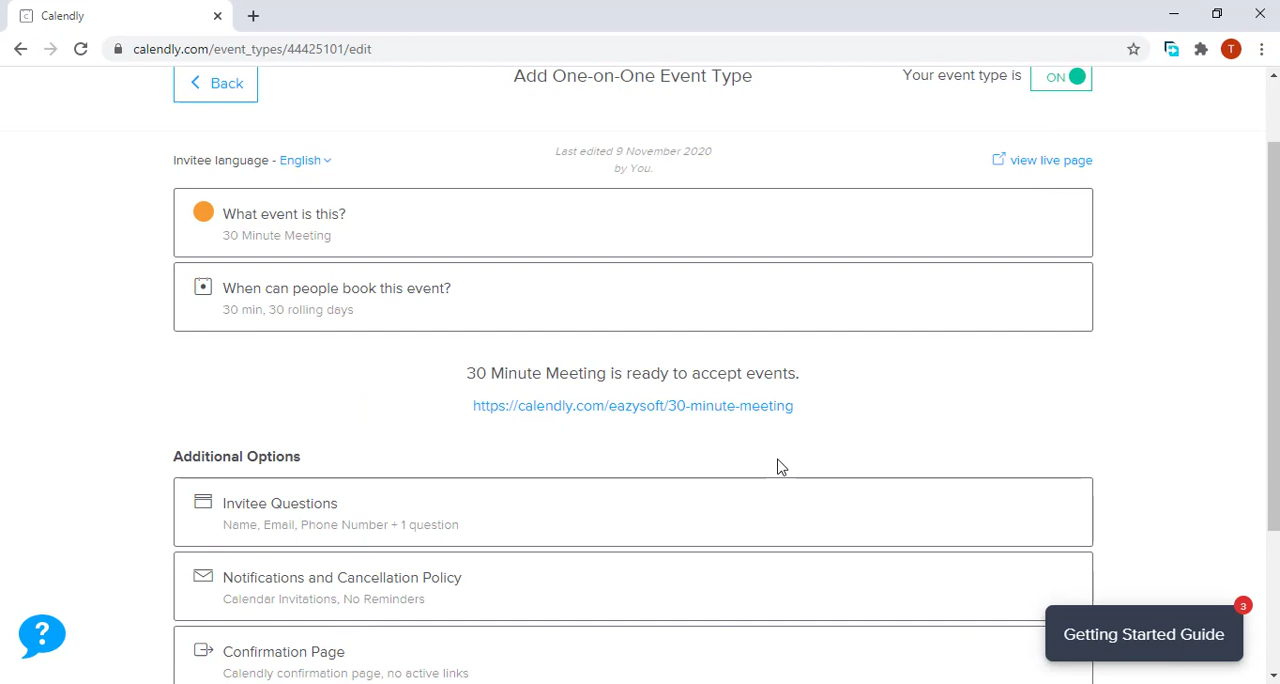 Calendly
calendly.com/event_types/44425101/edit
T
Back
Add One-on-One Event Type
Your event type is
ON
Invitee language - English
Last edited 9 November 2020
by You.
view live page
What event is this?
30 Minute Meeting
When can people book this event?
30 min, 30 rolling days
30 Minute Meeting is ready to accept events.
https://calendly.com/eazysoft/30-minute-meeting
Additional Options
Invitee Questions
Name, Email, Phone Number + 1 question
Notifications and Cancellation Policy
Calendar Invitations, No Reminders
3
Getting Started Guide
?
Confirmation Page
Calendly confirmation page, no active links